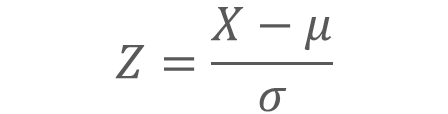 Z = (X − μ) / σ